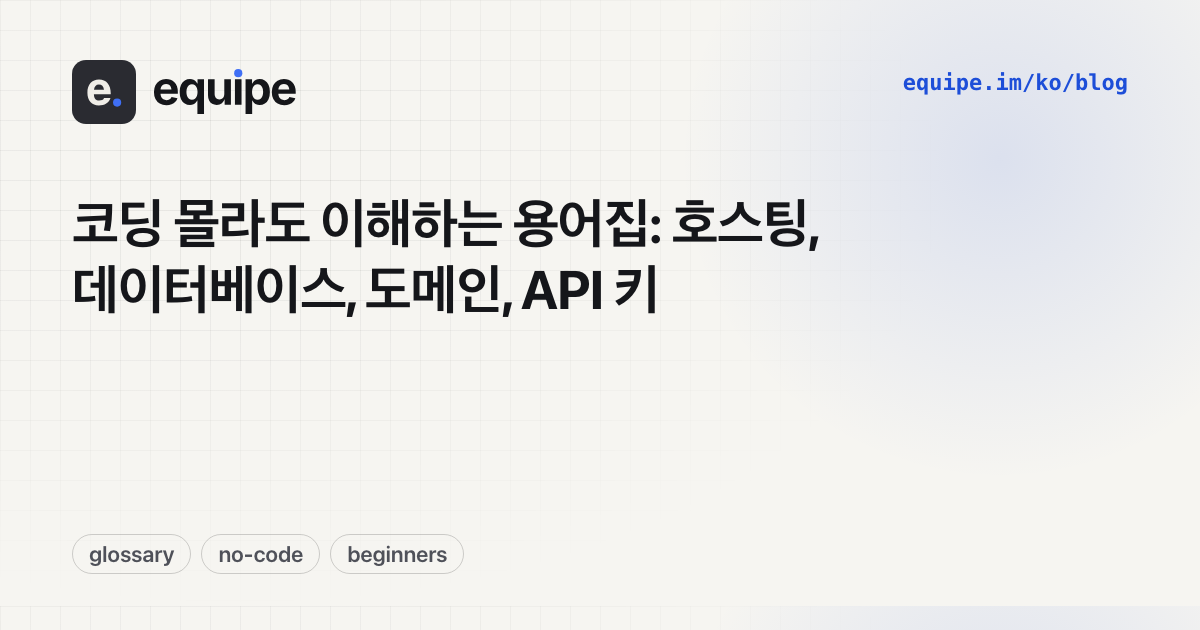 e.
equipe
equipe.im/ko/blog
코딩 몰라도 이해하는 용어집: 호스팅,
데이터베이스, 도메인, API 키
glossary
no-code
beginners